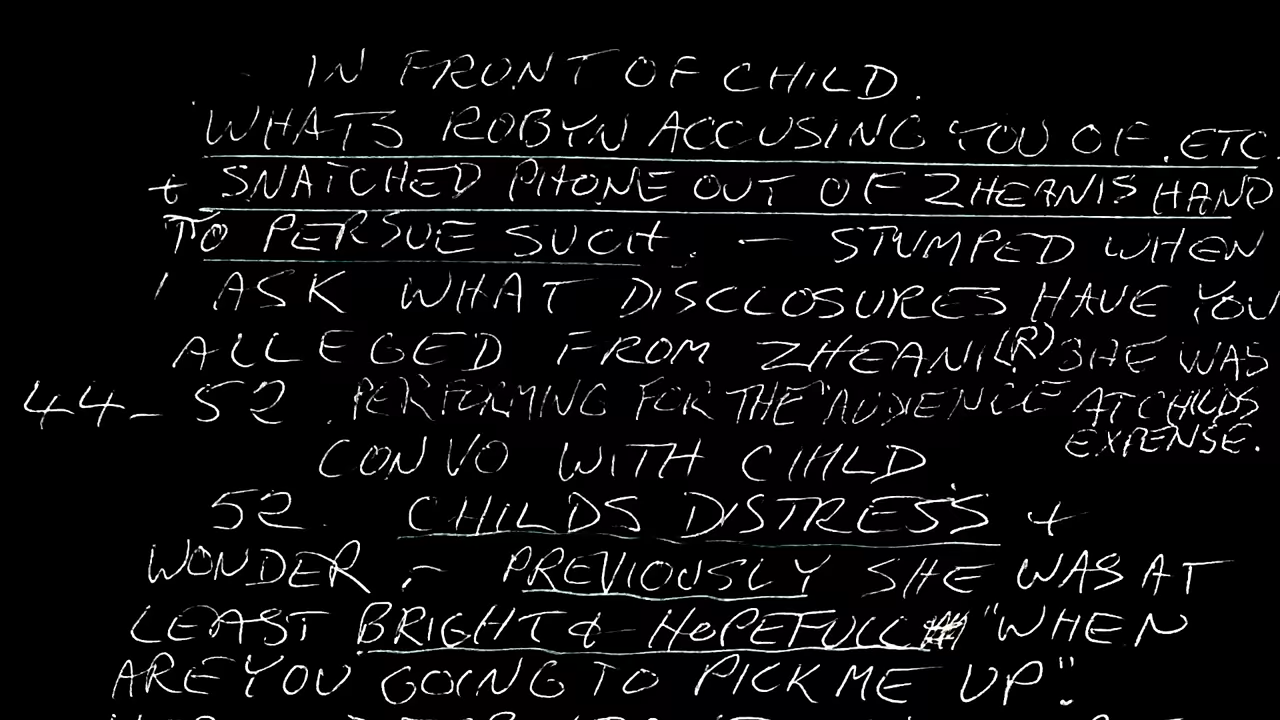 IN FRONT OF CHILD.
WHATS ROBYN ACCUSING YOU OF. ETC.
+ SNATCHED PHONE OUT OF ZHEANIS HAND
TO PERSUE SUCH. - STUMPED WHEN
I ASK WHAT DISCLOSURES HAVE YOU
ALLEGED FROM ZHEANI(R) SHE WAS
44-52. PERFORMING FOR THE "AUDIENCE AT CHILDS
EXPENSE.
CONVO WITH CHILD.
52. CHILDS DISTRESS +
WONDER. - PREVIOUSLY SHE WAS AT
LEAST BRIGHT & HOPEFULL "WHEN
ARE YOU GOING TO PICK ME UP".